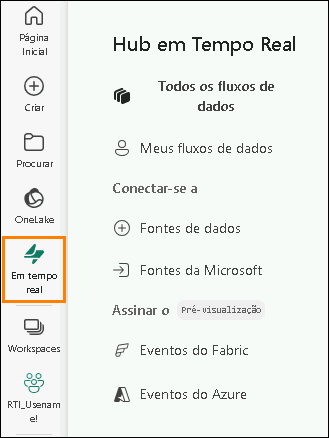 Página
Inicial
Criar
Procurar
OneLake
Em tempo
real
Workspaces
RTI_Usename!
Hub em Tempo Real
Todos os fluxos de
dados
Meus fluxos de dados
Conectar-se a
Fontes de dados
Fontes da Microsoft
Assinar o Pré-visualização
Eventos do Fabric
Eventos do Azure